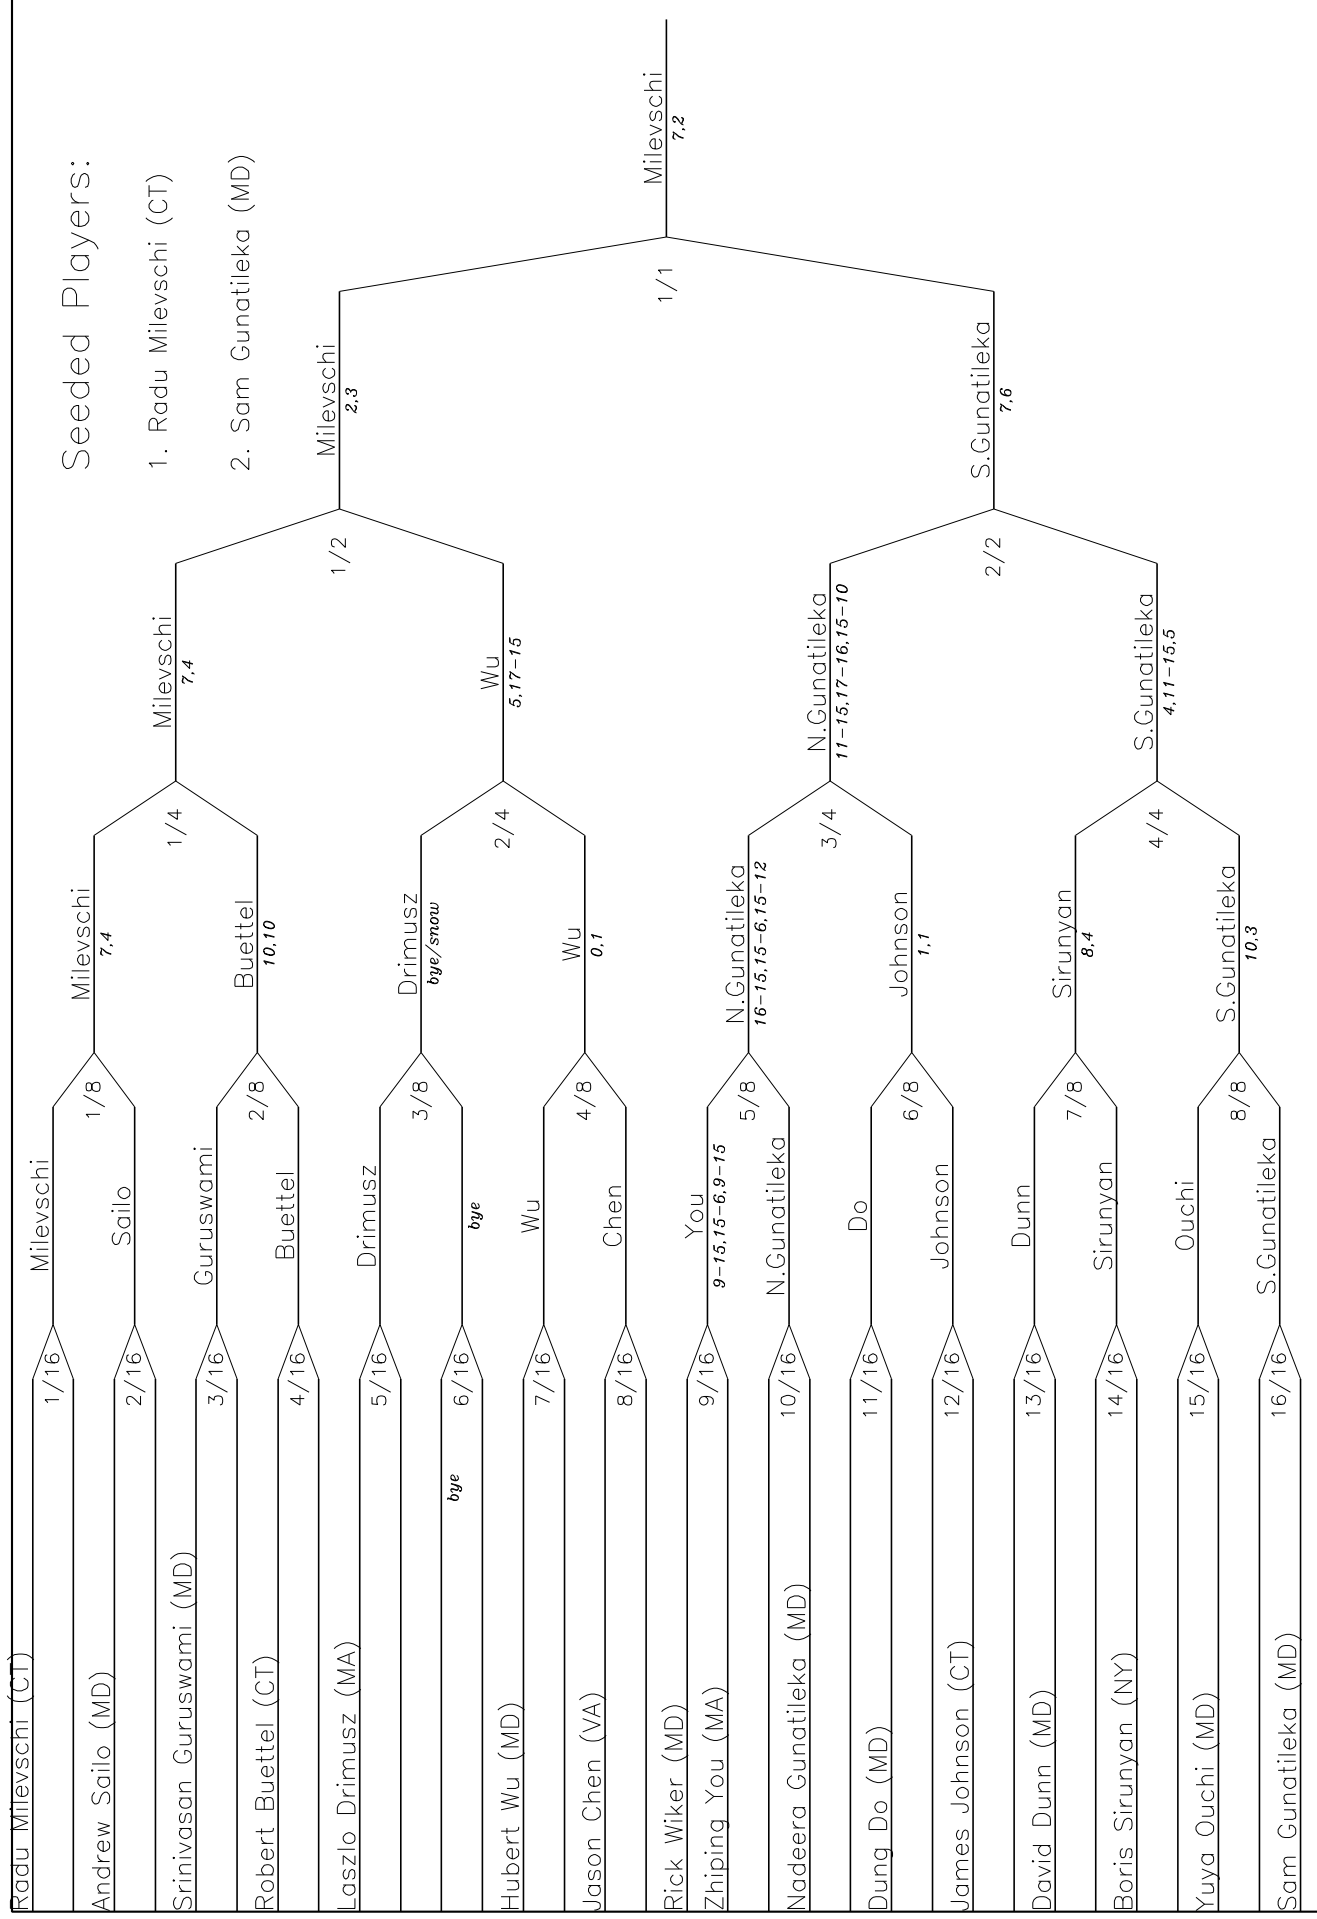 Seeded Players:
1. Radu Milevschi (CT)
2. Sam Gunatileka (MD)
Radu Milevschi (CT)
Andrew Sailo (MD)
Srinivasan Guruswami (MD)
Robert Buettel (CT)
Laszlo Drimusz (MA)
bye
Hubert Wu (MD)
Jason Chen (VA)
Rick Wiker (MD)
Zhiping You (MA)
Nadeera Gunatileka (MD)
Dung Do (MD)
James Johnson (CT)
David Dunn (MD)
Boris Sirunyan (NY)
Yuya Ouchi (MD)
Sam Gunatileka (MD)
1/16
2/16
3/16
4/16
5/16
6/16
7/16
8/16
9/16
10/16
11/16
12/16
13/16
14/16
15/16
16/16
Milevschi
Sailo
Guruswami
Buettel
Drimusz
bye
Wu
Chen
You
9-15,15-6,9-15
N.Gunatileka
Do
Johnson
Dunn
Sirunyan
Ouchi
S.Gunatileka
1/8
2/8
3/8
4/8
5/8
6/8
7/8
8/8
Milevschi
7,4
Buettel
10,10
Drimusz
bye/snow
Wu
0,1
N.Gunatileka
16-15,15-6,15-12
Johnson
1,1
Sirunyan
8,4
S.Gunatileka
10,3
1/4
2/4
3/4
4/4
Milevschi
7,4
Wu
5,17-15
N.Gunatileka
11-15,17-16,15-10
S.Gunatileka
4,11-15,5
1/2
2/2
Milevschi
2,3
S.Gunatileka
7,6
1/1
Milevschi
7,2